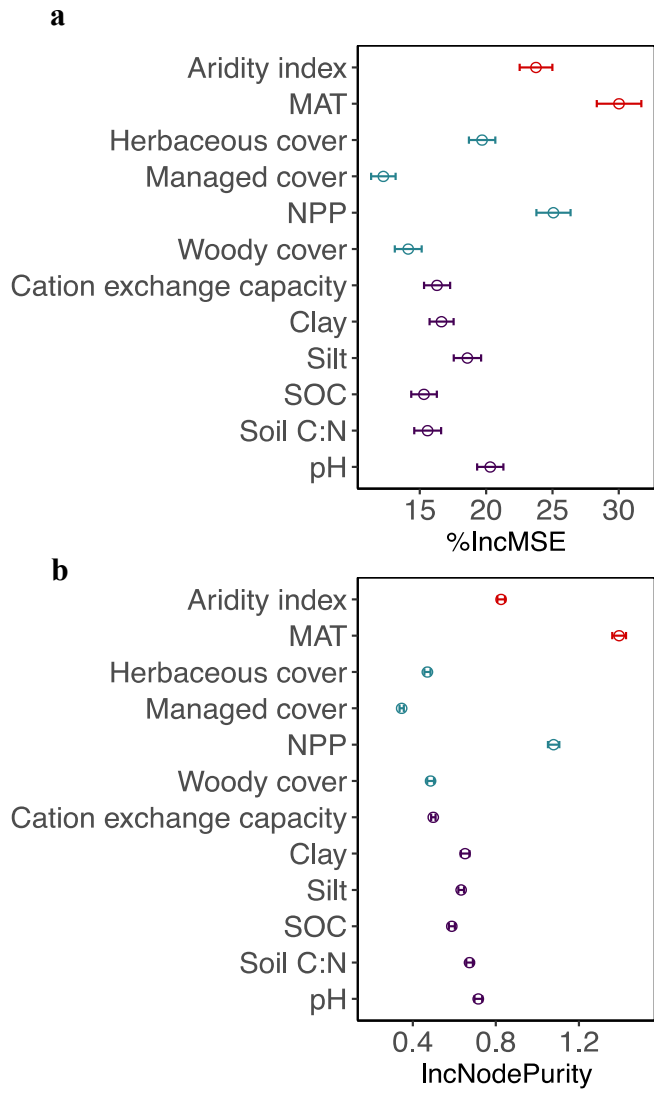 a
Aridity index
MAT
Herbaceous cover
Managed cover
NPP
Woody cover
Cation exchange capacity
Clay
Silt
SOC
Soil C:N
pH
15 20 25 30
%IncMSE
b
Aridity index
MAT
Herbaceous cover
Managed cover
NPP
Woody cover
Cation exchange capacity
Clay
Silt
SOC
Soil C:N
pH
0.4 0.8 1.2
IncNodePurity